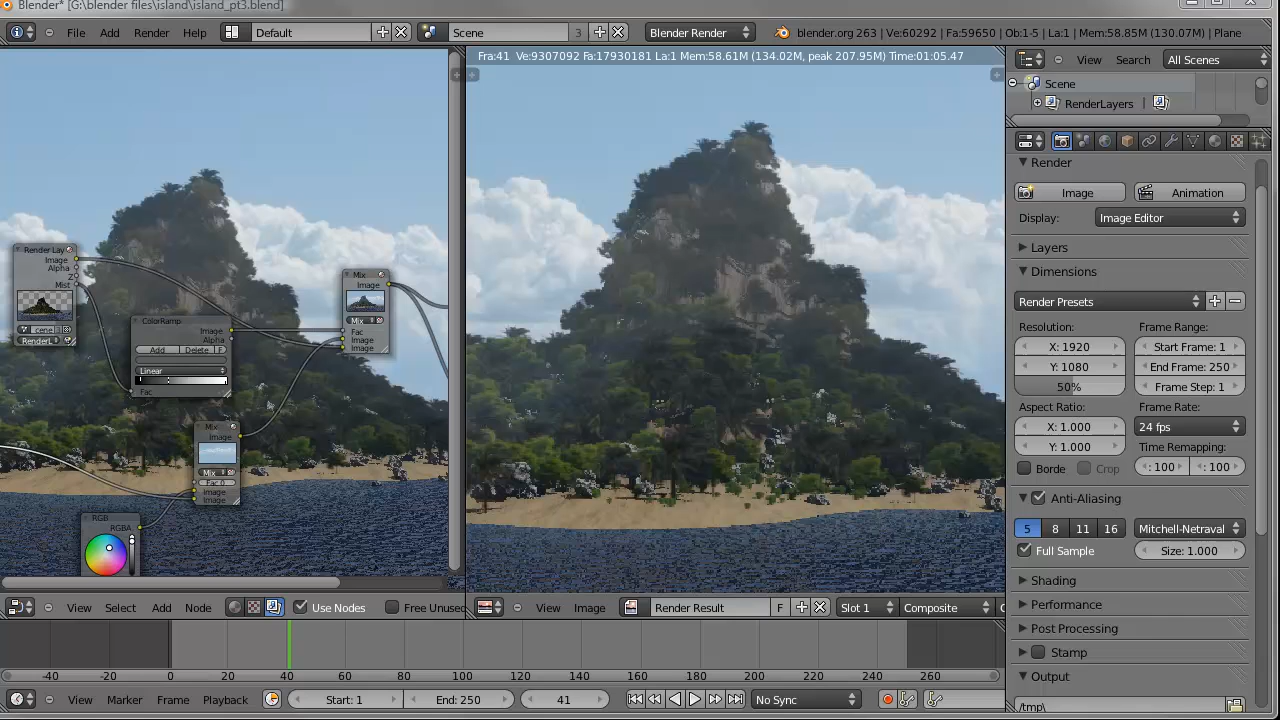 Blender* [G:\blender files\island\island_pt3.blend]
File Add Render Help Default Scene 3 Blender Render blender.org 263 | Ve:60292 | Fa:59650 | Ob:1-5 | La:1 | Mem:58.85M (130.07M) | Plane
Fra:41 Ve:9307092 Fa:17930181 La:1 Mem:58.61M (134.02M, peak 207.95M) Time:01:05.47
View Search All Scenes
Scene
RenderLayers
Render
Image Animation
Display: Image Editor
Layers
Dimensions
Render Presets
Resolution: Frame Range:
X: 1920 Start Frame: 1
Y: 1080 End Frame: 250
50% Frame Step: 1
Aspect Ratio: Frame Rate:
X: 1.000 24 fps
Y: 1.000 Time Remapping:
Borde Crop : 100 : 100
Anti-Aliasing
5 8 11 16 Mitchell-Netraval
Full Sample Size: 1.000
Shading
Performance
Post Processing
Stamp
Output
/tmp\
Render Lay
Image
Alpha
Z
Mist
cene
RenderL
ColorRamp
Image
Alpha
Add Delete F
Linear
Fac
Mix
Image
Mix
Fac
Image
Image
Mix
Image
Mix
Fac 0
Image
Image
RGB
RGBA
View Select Add Node Use Nodes Free Unused
View Image Render Result F Slot 1 Composite
-40 -20 0 20 40 60 80 100 120 140 160 180 200 220 240 260
View Marker Frame Playback Start: 1 End: 250 41 No Sync